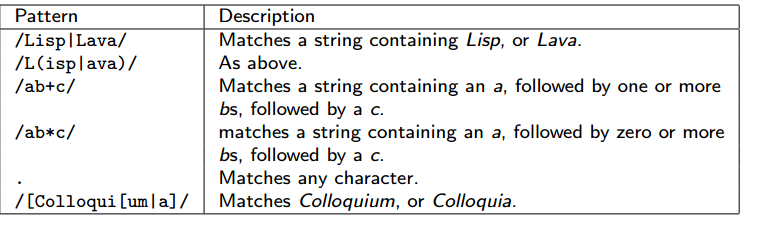 Pattern Description
/Lisp|Lava/ Matches a string containing Lisp, or Lava.
/L(isp|ava)/ As above.
/ab+c/ Matches a string containing an a, followed by one or more
bs, followed by a c.
/ab*c/ matches a string containing an a, followed by zero or more
bs, followed by a c.
. Matches any character.
/[Colloqui[um|a]/ Matches Colloquium, or Colloquia.